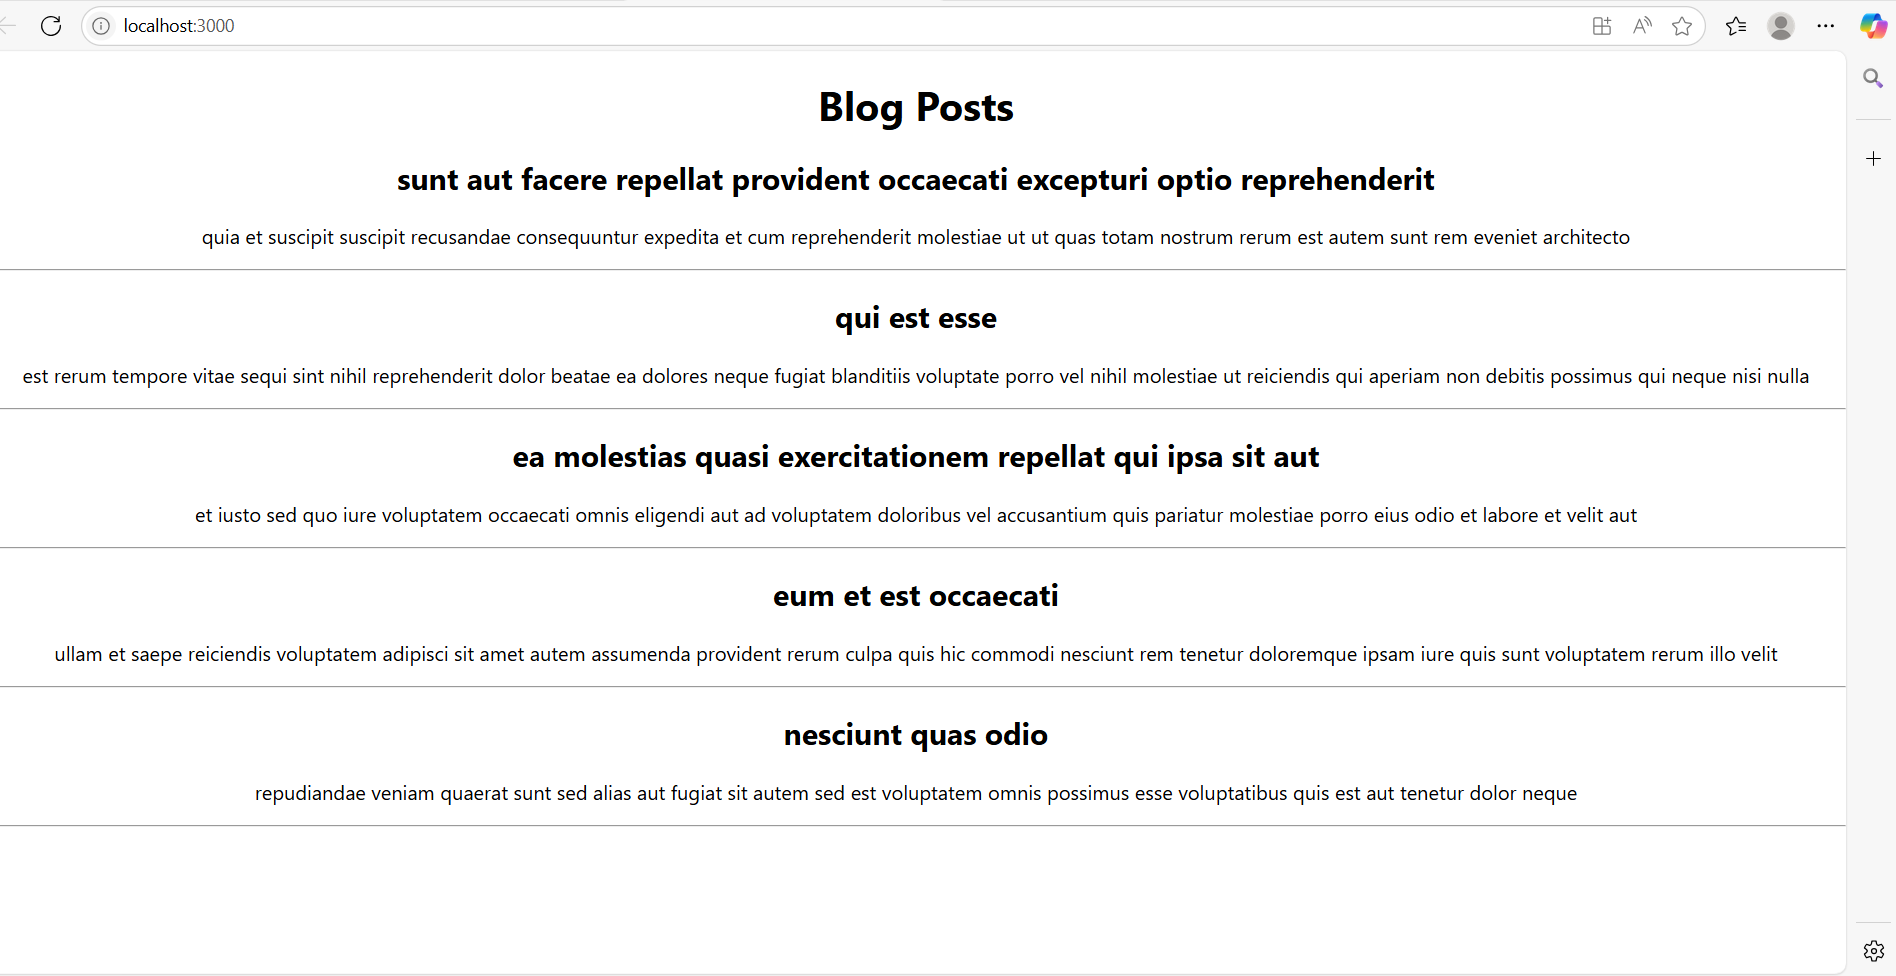 localhost:3000
Blog Posts
sunt aut facere repellat provident occaecati excepturi optio reprehenderit
quia et suscipit suscipit recusandae consequuntur expedita et cum reprehenderit molestiae ut ut quas totam nostrum rerum est autem sunt rem eveniet architecto
qui est esse
est rerum tempore vitae sequi sint nihil reprehenderit dolor beatae ea dolores neque fugiat blanditiis voluptate porro vel nihil molestiae ut reiciendis qui aperiam non debitis possimus qui neque nisi nulla
ea molestias quasi exercitationem repellat qui ipsa sit aut
et iusto sed quo iure voluptatem occaecati omnis eligendi aut ad voluptatem doloribus vel accusantium quis pariatur molestiae porro eius odio et labore et velit aut
eum et est occaecati
ullam et saepe reiciendis voluptatem adipisci sit amet autem assumenda provident rerum culpa quis hic commodi nesciunt rem tenetur doloremque ipsam iure quis sunt voluptatem rerum illo velit
nesciunt quas odio
repudiandae veniam quaerat sunt sed alias aut fugiat sit autem sed est voluptatem omnis possimus esse voluptatibus quis est aut tenetur dolor neque